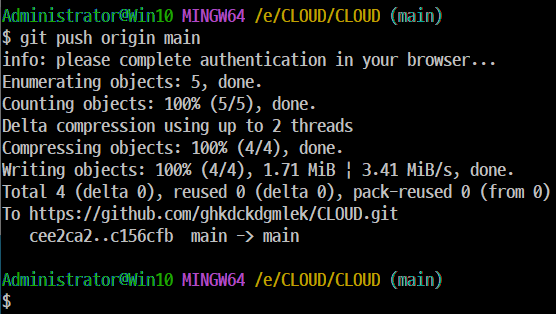 Administrator@Win10 MINGW64 /e/CLOUD/CLOUD (main)
$ git push origin main
info: please complete authentication in your browser...
Enumerating objects: 5, done.
Counting objects: 100% (5/5), done.
Delta compression using up to 2 threads
Compressing objects: 100% (4/4), done.
Writing objects: 100% (4/4), 1.71 MiB ¦ 3.41 MiB/s, done.
Total 4 (delta 0), reused 0 (delta 0), pack-reused 0 (from 0)
To https://github.com/ghkdckdgmlek/CLOUD.git
   cee2ca2..c156cfb  main -> main

Administrator@Win10 MINGW64 /e/CLOUD/CLOUD (main)
$